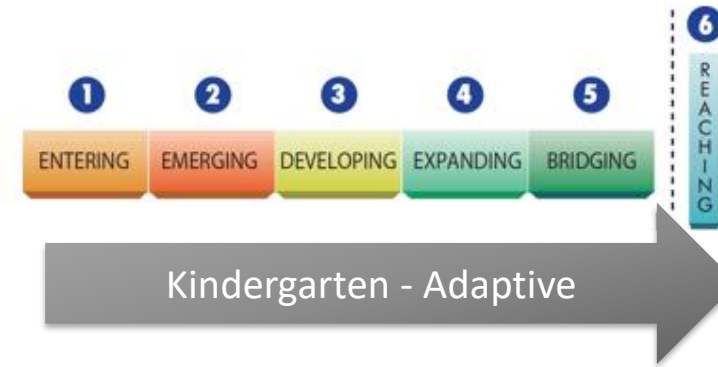 1 2 3 4 5 6
ENTERING EMERGING DEVELOPING EXPANDING BRIDGING REACHING
Kindergarten - Adaptive